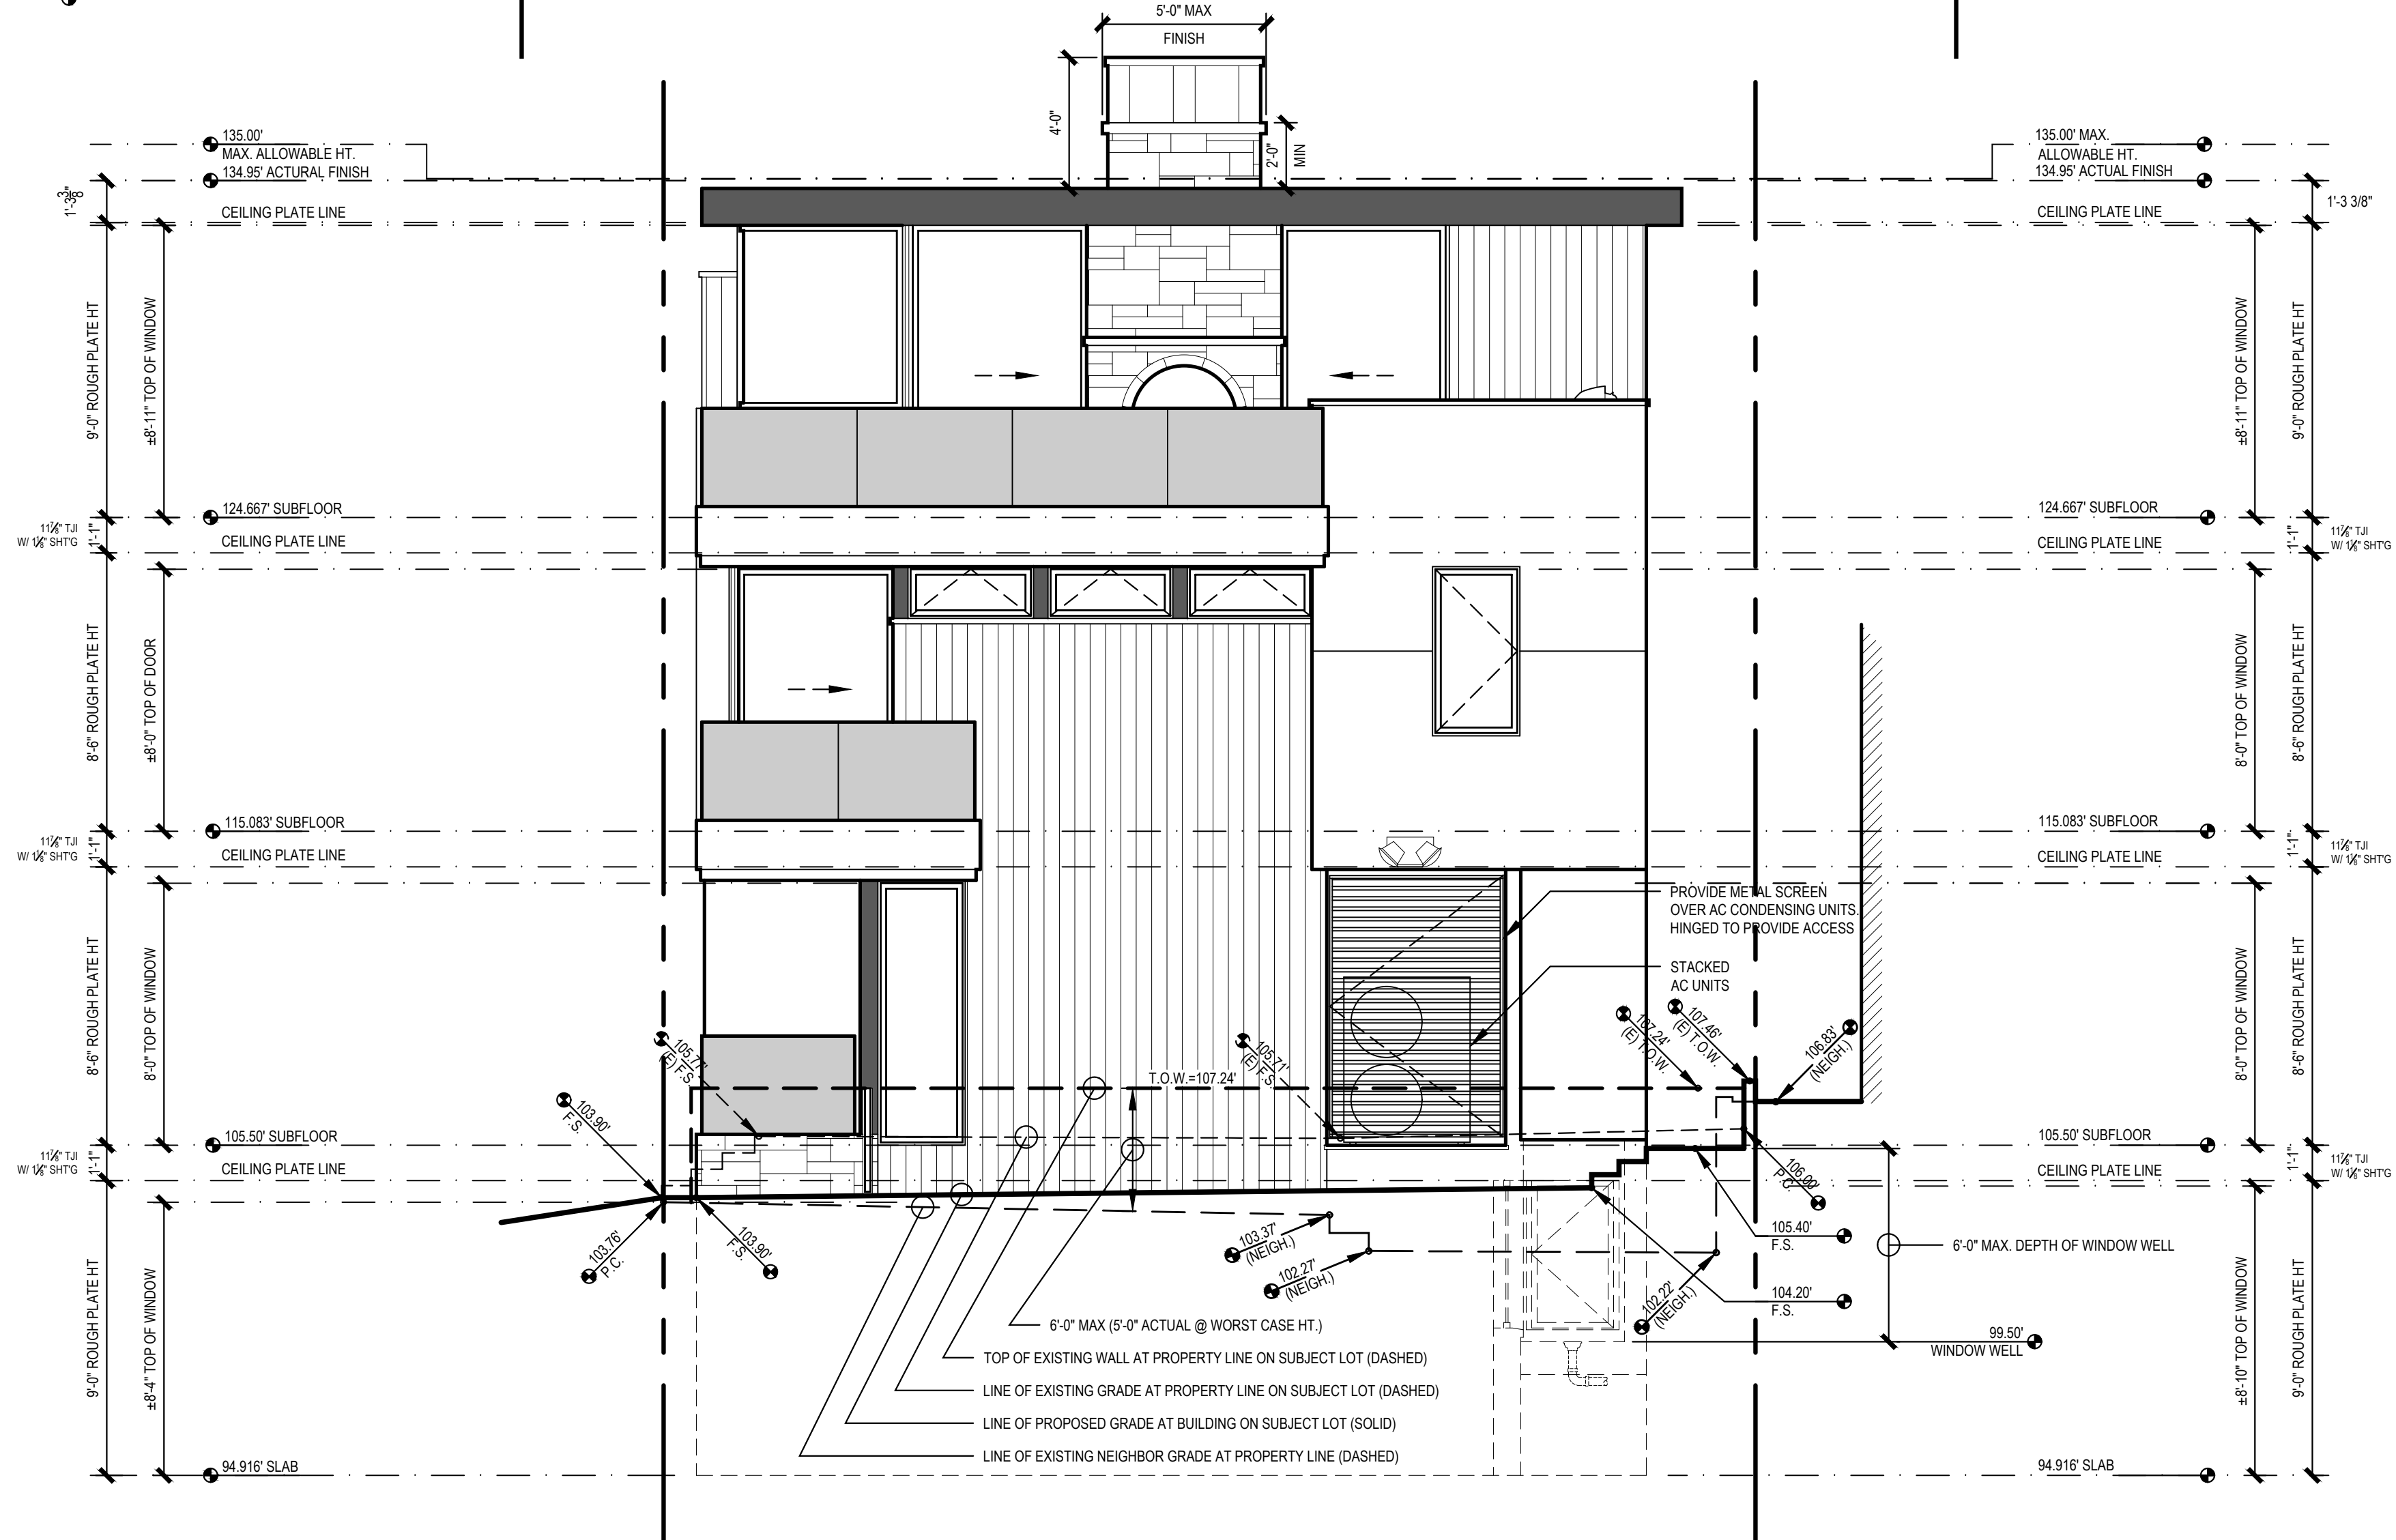 5'-0" MAX
FINISH
4'-0"
2'-0"
MIN
135.00'
MAX. ALLOWABLE HT.
134.95' ACTURAL FINISH
CEILING PLATE LINE
1'-3⅜"
9'-0" ROUGH PLATE HT
±8'-11" TOP OF WINDOW
124.667' SUBFLOOR
CEILING PLATE LINE
11⅞" TJI
W/ 1⅛" SHT'G
1'-1"
8'-6" ROUGH PLATE HT
±8'-0" TOP OF DOOR
115.083' SUBFLOOR
CEILING PLATE LINE
11⅞" TJI
W/ 1⅛" SHT'G
1'-1"
8'-6" ROUGH PLATE HT
8'-0" TOP OF WINDOW
105.50' SUBFLOOR
CEILING PLATE LINE
11⅞" TJI
W/ 1⅛" SHT'G
1'-1"
9'-0" ROUGH PLATE HT
±8'-4" TOP OF WINDOW
94.916' SLAB
135.00' MAX.
ALLOWABLE HT.
134.95' ACTUAL FINISH
CEILING PLATE LINE
1'-3 3/8"
±8'-11" TOP OF WINDOW
9'-0" ROUGH PLATE HT
124.667' SUBFLOOR
CEILING PLATE LINE
1'-1"
11⅞" TJI
W/ 1⅛" SHT'G
8'-0" TOP OF WINDOW
8'-6" ROUGH PLATE HT
115.083' SUBFLOOR
CEILING PLATE LINE
1'-1"
11⅞" TJI
W/ 1⅛" SHT'G
PROVIDE METAL SCREEN
OVER AC CONDENSING UNITS.
HINGED TO PROVIDE ACCESS
STACKED
AC UNITS
8'-0" TOP OF WINDOW
8'-6" ROUGH PLATE HT
105.77'
(E) F.S.
105.71'
(E) F.S.
T.O.W.=107.24'
107.24'
(E) T.O.W.
107.46'
(E) T.O.W.
106.83'
(NEIGH.)
103.90'
F.S.
103.76'
P.C.
103.90'
F.S.
103.37'
(NEIGH.)
102.27'
(NEIGH.)
102.22'
(NEIGH.)
106.00'
P.C.
105.50' SUBFLOOR
CEILING PLATE LINE
1'-1"
11⅞" TJI
W/ 1⅛" SHT'G
105.40'
F.S.
6'-0" MAX. DEPTH OF WINDOW WELL
104.20'
F.S.
99.50'
WINDOW WELL
±8'-10" TOP OF WINDOW
9'-0" ROUGH PLATE HT
6'-0" MAX (5'-0" ACTUAL @ WORST CASE HT.)
TOP OF EXISTING WALL AT PROPERTY LINE ON SUBJECT LOT (DASHED)
LINE OF EXISTING GRADE AT PROPERTY LINE ON SUBJECT LOT (DASHED)
LINE OF PROPOSED GRADE AT BUILDING ON SUBJECT LOT (SOLID)
LINE OF EXISTING NEIGHBOR GRADE AT PROPERTY LINE (DASHED)
94.916' SLAB